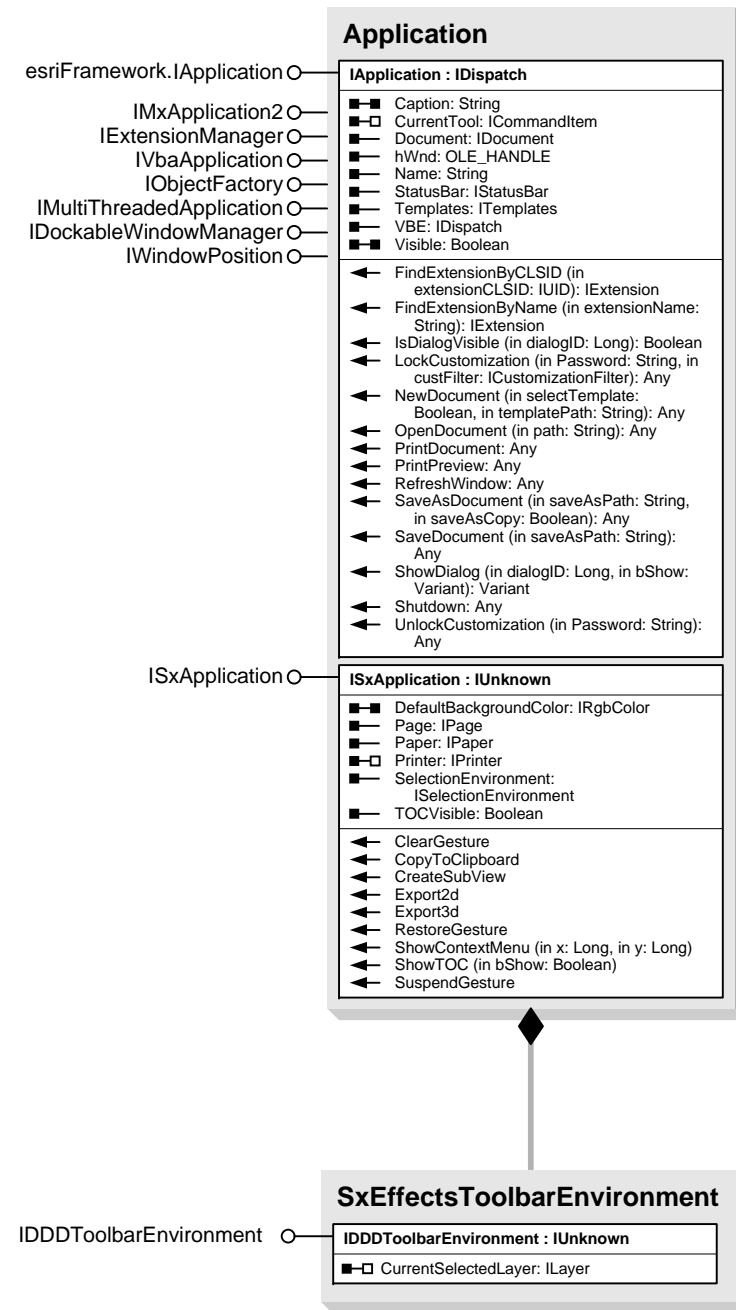 Application
esriFramework.IApplication
IApplication : IDispatch
Caption: String
CurrentTool: ICommandItem
Document: IDocument
hWnd: OLE_HANDLE
Name: String
StatusBar: IStatusBar
Templates: ITemplates
VBE: IDispatch
Visible: Boolean
IMxApplication2
IExtensionManager
IVbaApplication
IObjectFactory
IMultiThreadedApplication
IDockableWindowManager
IWindowPosition
FindExtensionByCLSID (in
extensionCLSID: IUID): IExtension
FindExtensionByName (in extensionName:
String): IExtension
IsDialogVisible (in dialogID: Long): Boolean
LockCustomization (in Password: String, in
custFilter: ICustomizationFilter): Any
NewDocument (in selectTemplate:
Boolean, in templatePath: String): Any
OpenDocument (in path: String): Any
PrintDocument: Any
PrintPreview: Any
RefreshWindow: Any
SaveAsDocument (in saveAsPath: String,
in saveAsCopy: Boolean): Any
SaveDocument (in saveAsPath: String):
Any
ShowDialog (in dialogID: Long, in bShow:
Variant): Variant
Shutdown: Any
UnlockCustomization (in Password: String):
Any
ISxApplication
ISxApplication : IUnknown
DefaultBackgroundColor: IRgbColor
Page: IPage
Paper: IPaper
Printer: IPrinter
SelectionEnvironment:
ISelectionEnvironment
TOCVisible: Boolean
ClearGesture
CopyToClipboard
CreateSubView
Export2d
Export3d
RestoreGesture
ShowContextMenu (in x: Long, in y: Long)
ShowTOC (in bShow: Boolean)
SuspendGesture
SxEffectsToolbarEnvironment
IDDDToolbarEnvironment
IDDDToolbarEnvironment : IUnknown
CurrentSelectedLayer: ILayer